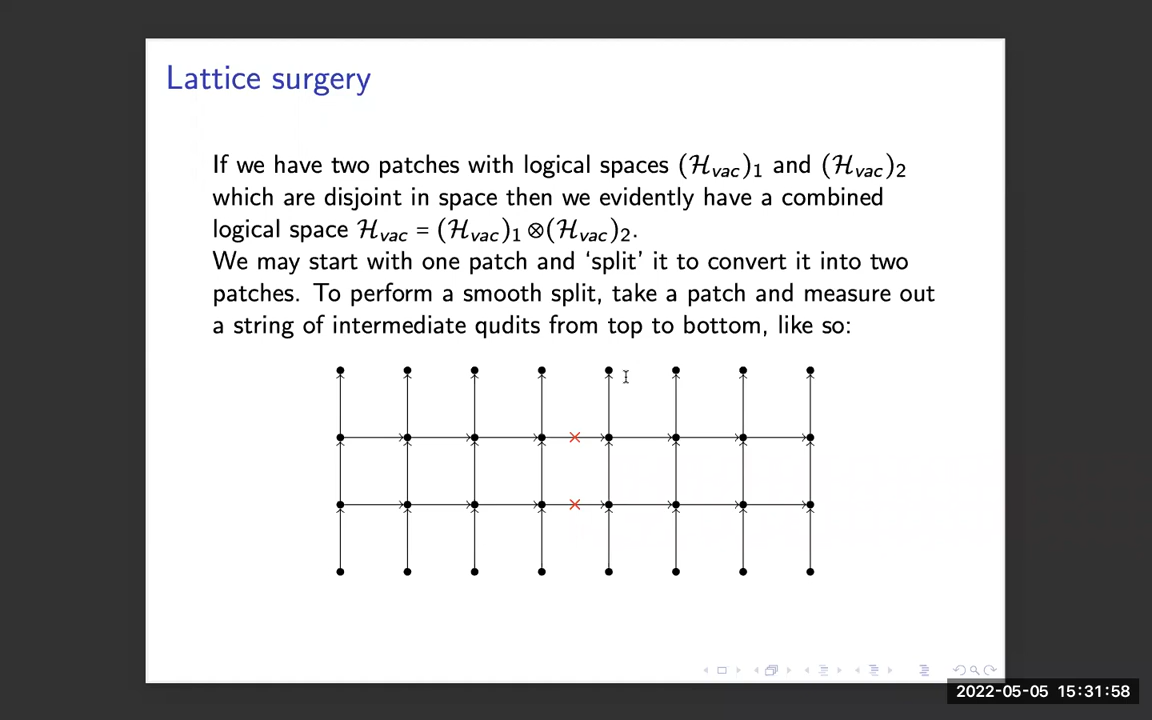 Lattice surgery
If we have two patches with logical spaces (ℋvac)1 and (ℋvac)2
which are disjoint in space then we evidently have a combined
logical space ℋvac = (ℋvac)1 ⊗(ℋvac)2.
We may start with one patch and ‘split’ it to convert it into two
patches. To perform a smooth split, take a patch and measure out
a string of intermediate qudits from top to bottom, like so:
2022-05-05 15:31:58